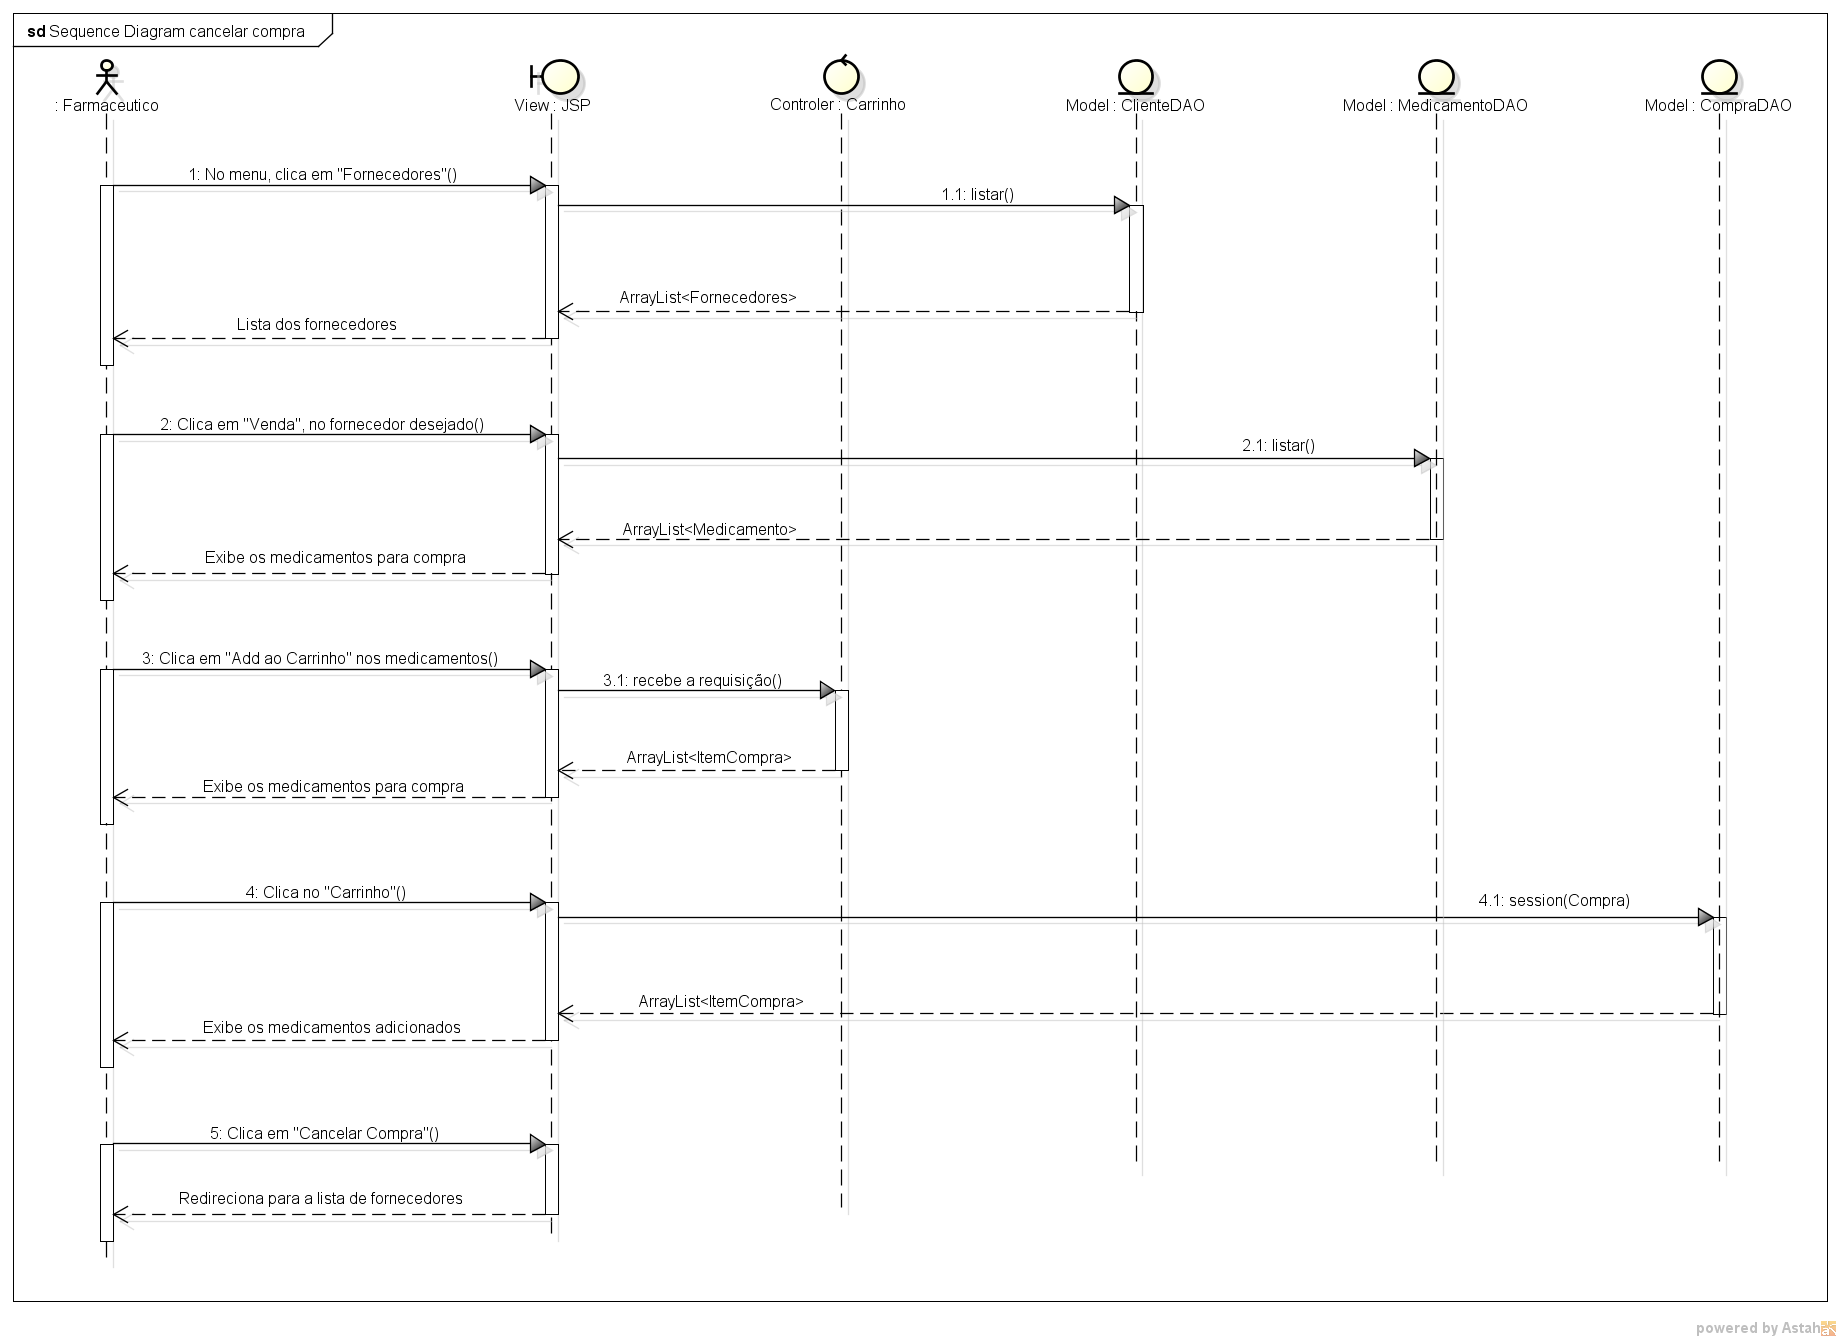 sd Sequence Diagram cancelar compra
: Farmaceutico
View : JSP
Controler : Carrinho
Model : ClienteDAO
Model : MedicamentoDAO
Model : CompraDAO
1: No menu, clica em "Fornecedores"()
1.1: listar()
ArrayList<Fornecedores>
Lista dos fornecedores
2: Clica em "Venda", no fornecedor desejado()
2.1: listar()
ArrayList<Medicamento>
Exibe os medicamentos para compra
3: Clica em "Add ao Carrinho" nos medicamentos()
3.1: recebe a requisição()
ArrayList<ItemCompra>
Exibe os medicamentos para compra
4: Clica no "Carrinho"()
4.1: session(Compra)
ArrayList<ItemCompra>
Exibe os medicamentos adicionados
5: Clica em "Cancelar Compra"()
Redireciona para a lista de fornecedores
powered by Astah